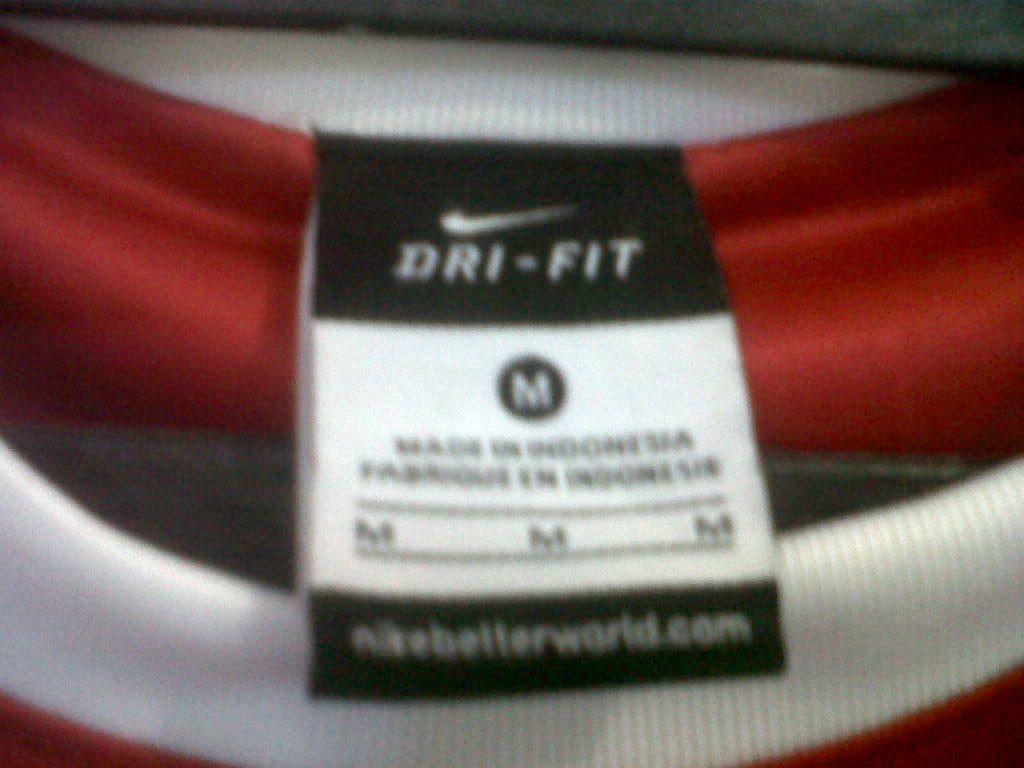 DRI-FIT
M
MADE IN INDONESIA
FABRIQUE EN INDONESIE
M M M
nikebetterworld.com